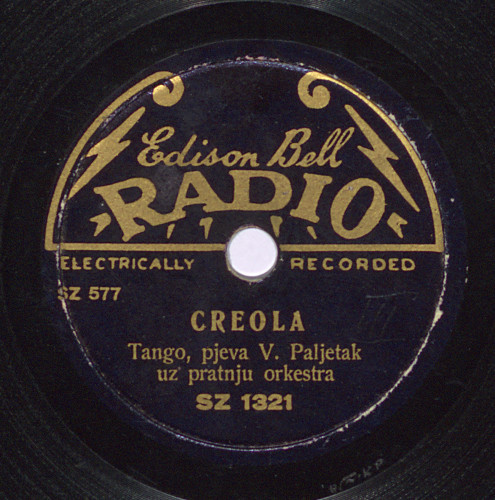 Edison Bell
RADIO
ELECTRICALLY RECORDED
SZ 577
CREOLA
Tango, pjeva V. Paljetak
uz pratnju orkestra
SZ 1321